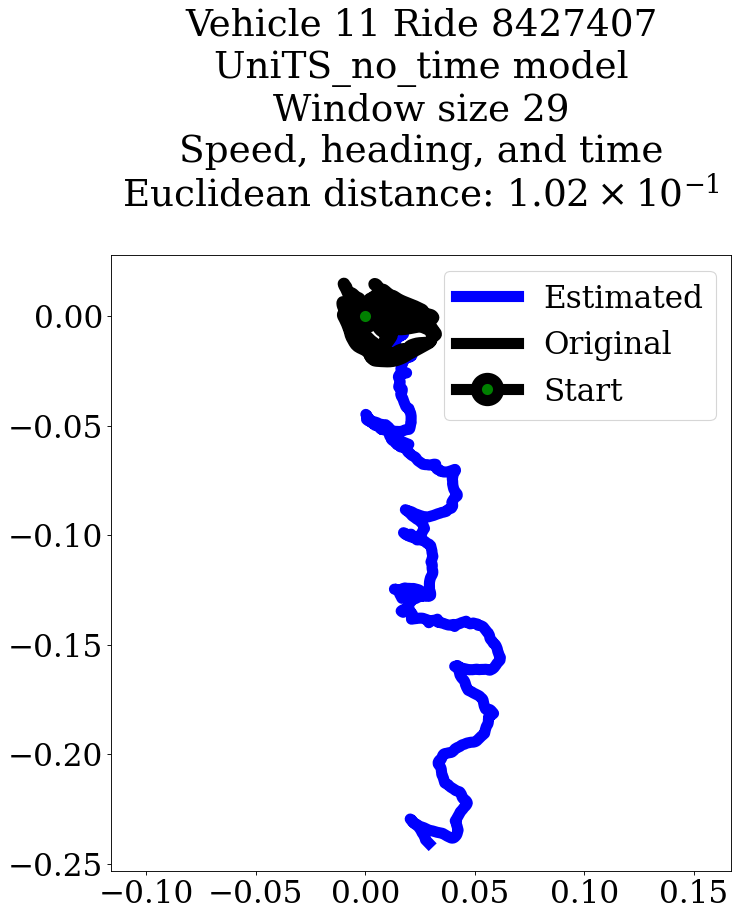 Vehicle 11 Ride 8427407
UniTS_no_time model
Window size 29
Speed, heading, and time
Euclidean distance: 1.02 × 10⁻¹
Estimated
Original
Start
0.00
−0.05
−0.10
−0.15
−0.20
−0.25
−0.10 −0.05 0.00 0.05 0.10 0.15